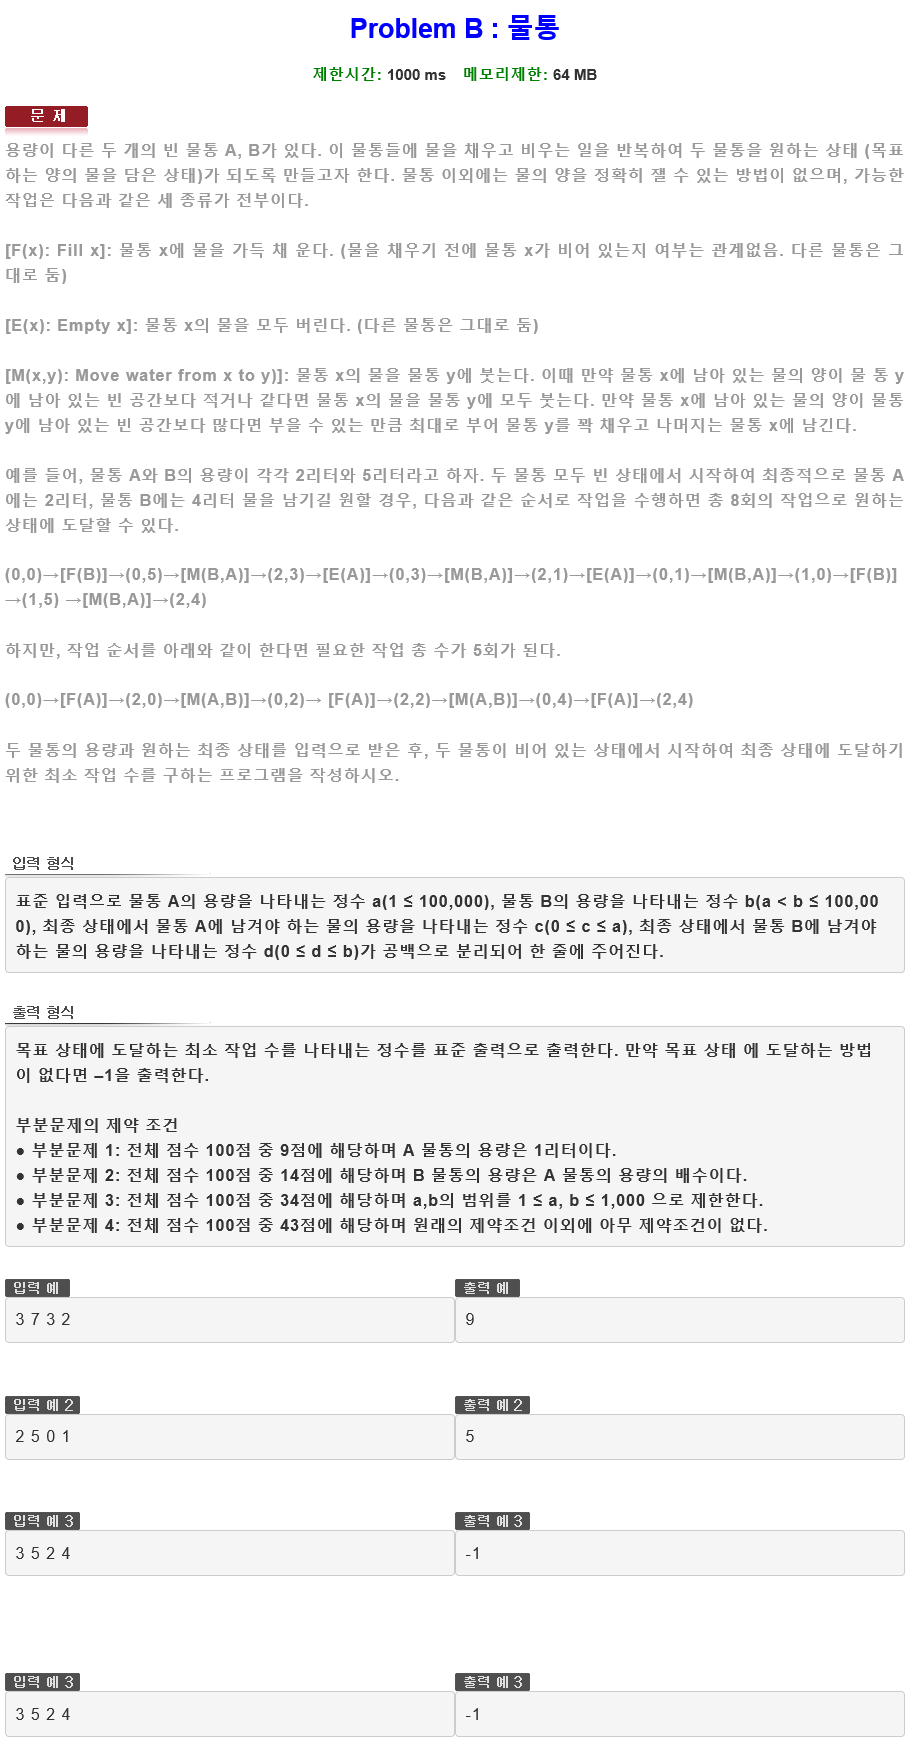 Problem B : 물통
제한시간: 1000 ms 메모리제한: 64 MB
문 제
용량이 다른 두 개의 빈 물통 A, B가 있다. 이 물통들에 물을 채우고 비우는 일을 반복하여 두 물통을 원하는 상태 (목표
하는 양의 물을 담은 상태)가 되도록 만들고자 한다. 물통 이외에는 물의 양을 정확히 잴 수 있는 방법이 없으며, 가능한
작업은 다음과 같은 세 종류가 전부이다.
[F(x): Fill x]: 물통 x에 물을 가득 채 운다. (물을 채우기 전에 물통 x가 비어 있는지 여부는 관계없음. 다른 물통은 그
대로 둠)
[E(x): Empty x]: 물통 x의 물을 모두 버린다. (다른 물통은 그대로 둠)
[M(x,y): Move water from x to y)]: 물통 x의 물을 물통 y에 붓는다. 이때 만약 물통 x에 남아 있는 물의 양이 물 통 y
에 남아 있는 빈 공간보다 적거나 같다면 물통 x의 물을 물통 y에 모두 붓는다. 만약 물통 x에 남아 있는 물의 양이 물통
y에 남아 있는 빈 공간보다 많다면 부을 수 있는 만큼 최대로 부어 물통 y를 꽉 채우고 나머지는 물통 x에 남긴다.
예를 들어, 물통 A와 B의 용량이 각각 2리터와 5리터라고 하자. 두 물통 모두 빈 상태에서 시작하여 최종적으로 물통 A
에는 2리터, 물통 B에는 4리터 물을 남기길 원할 경우, 다음과 같은 순서로 작업을 수행하면 총 8회의 작업으로 원하는
상태에 도달할 수 있다.
(0,0)→[F(B)]→(0,5)→[M(B,A)]→(2,3)→[E(A)]→(0,3)→[M(B,A)]→(2,1)→[E(A)]→(0,1)→[M(B,A)]→(1,0)→[F(B)]
→(1,5) →[M(B,A)]→(2,4)
하지만, 작업 순서를 아래와 같이 한다면 필요한 작업 총 수가 5회가 된다.
(0,0)→[F(A)]→(2,0)→[M(A,B)]→(0,2)→ [F(A)]→(2,2)→[M(A,B)]→(0,4)→[F(A)]→(2,4)
두 물통의 용량과 원하는 최종 상태를 입력으로 받은 후, 두 물통이 비어 있는 상태에서 시작하여 최종 상태에 도달하기
위한 최소 작업 수를 구하는 프로그램을 작성하시오.
입력 형식
표준 입력으로 물통 A의 용량을 나타내는 정수 a(1 ≤ 100,000), 물통 B의 용량을 나타내는 정수 b(a < b ≤ 100,00
0), 최종 상태에서 물통 A에 남겨야 하는 물의 용량을 나타내는 정수 c(0 ≤ c ≤ a), 최종 상태에서 물통 B에 남겨야
하는 물의 용량을 나타내는 정수 d(0 ≤ d ≤ b)가 공백으로 분리되어 한 줄에 주어진다.
출력 형식
목표 상태에 도달하는 최소 작업 수를 나타내는 정수를 표준 출력으로 출력한다. 만약 목표 상태 에 도달하는 방법
이 없다면 –1을 출력한다.
부분문제의 제약 조건
● 부분문제 1: 전체 점수 100점 중 9점에 해당하며 A 물통의 용량은 1리터이다.
● 부분문제 2: 전체 점수 100점 중 14점에 해당하며 B 물통의 용량은 A 물통의 용량의 배수이다.
● 부분문제 3: 전체 점수 100점 중 34점에 해당하며 a,b의 범위를 1 ≤ a, b ≤ 1,000 으로 제한한다.
● 부분문제 4: 전체 점수 100점 중 43점에 해당하며 원래의 제약조건 이외에 아무 제약조건이 없다.
입력 예 출력 예
3 7 3 2 9
입력 예 2 출력 예 2
2 5 0 1 5
입력 예 3 출력 예 3
3 5 2 4 -1
입력 예 3 출력 예 3
3 5 2 4 -1